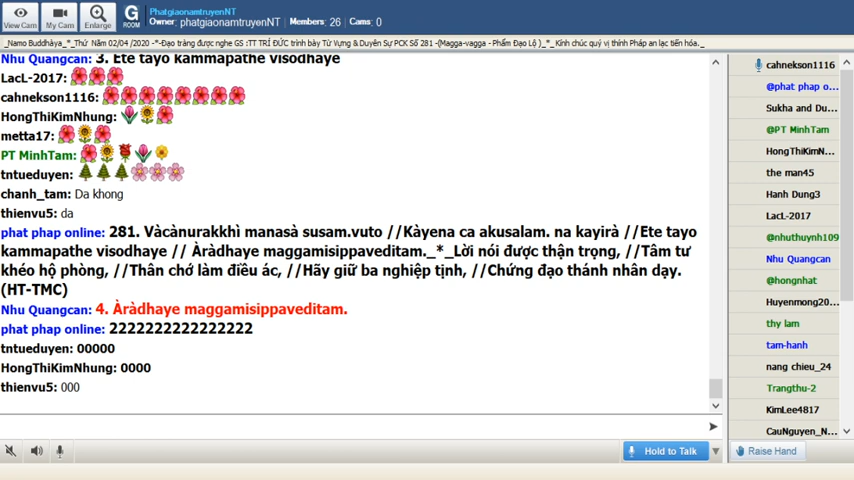 PhatgiaonamtruyenNT
Owner: phatgiaonamtruyenNT | Members: 26 | Cams: 0
View Cam
My Cam
Enlarge
G
ROOM
_Namo Buddhàya_*_Thứ Năm 02/04 /2020 -*-Đạo tràng được nghe GS :TT TRÍ ĐỨC trình bày Từ Vựng & Duyên Sự PCK Số 281 -(Magga-vagga - Phẩm Đạo Lộ )_*_ Kính chúc quý vị thính Pháp an lạc tiến hóa._
Nhu Quangcan: 3. Ete tayo kammapathe visodhaye
LacL-2017:
cahnekson1116:
HongThiKimNhung:
metta17:
PT MinhTam:
tntueduyen:
chanh_tam: Da khong
thienvu5: da
phat phap online: 281. Vàcànurakkhì manasà susam.vuto //Kàyena ca akusalam. na kayirà //Ete tayo
kammapathe visodhaye // Àràdhaye maggamisippaveditam._*_Lời nói được thận trọng, //Tâm tư
khéo hộ phòng, //Thân chớ làm điều ác, //Hãy giữ ba nghiệp tịnh, //Chứng đạo thánh nhân dạy.
(HT-TMC)
Nhu Quangcan: 4. Àràdhaye maggamisippaveditam.
phat phap online: 2222222222222222
tntueduyen: 00000
HongThiKimNhung: 0000
thienvu5: 000
Hold to Talk
cahnekson1116
@phat phap o...
Sukha and Du...
@PT MinhTam
HongThiKimN...
the man45
Hanh Dung3
LacL-2017
@nhuthuynh109
Nhu Quangcan
@hongnhat
Huyenmong20...
thy lam
tam-hanh
nang chieu_24
Trangthu-2
KimLee4817
CauNguyen_N...
Raise Hand